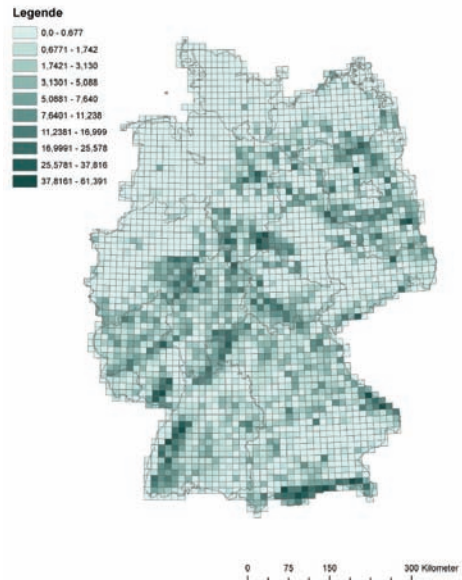 Legende
0,0 - 0,677
0,6771 - 1,742
1,7421 - 3,130
3,1301 - 5,088
5,0881 - 7,640
7,6401 - 11,238
11,2381 - 16,999
16,9991 - 25,578
25,5781 - 37,816
37,8161 - 61,391
0 75 150 300 Kilometer